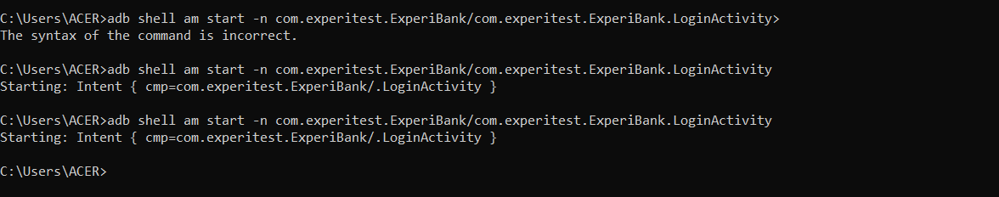 C:\Users\ACER>adb shell am start -n com.experitest.ExperiBank/com.experitest.ExperiBank.LoginActivity>
The syntax of the command is incorrect.
C:\Users\ACER>adb shell am start -n com.experitest.ExperiBank/com.experitest.ExperiBank.LoginActivity
Starting: Intent { cmp=com.experitest.ExperiBank/.LoginActivity }
C:\Users\ACER>adb shell am start -n com.experitest.ExperiBank/com.experitest.ExperiBank.LoginActivity
Starting: Intent { cmp=com.experitest.ExperiBank/.LoginActivity }
C:\Users\ACER>